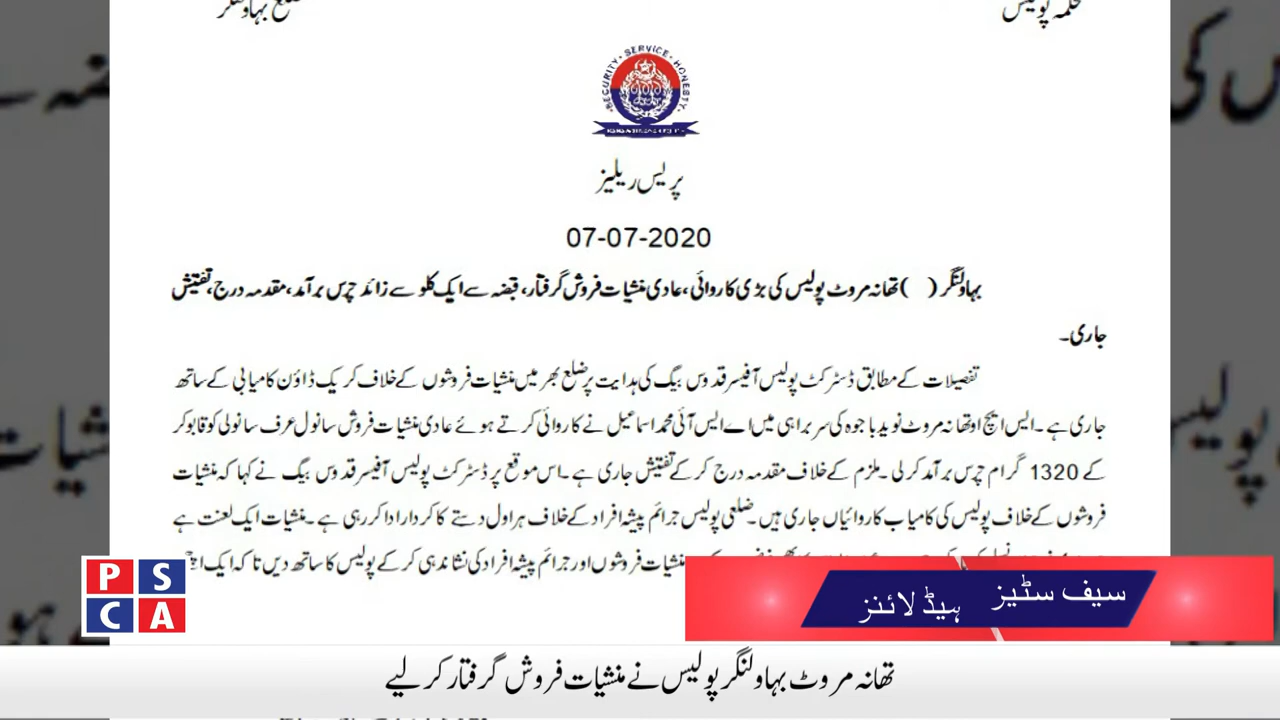 محکمہ پولیس
ضلع بہاولنگر
SECURITY · SERVICE · HONESTY
پریس ریلیز
07-07-2020
بہاولنگر ( ) تھانہ مروٹ پولیس کی بڑی کاروائی، عادی منشیات فروش گرفتار، قبضہ سے ایک کلو سے زائد چرس برآمد، مقدمہ درج، تفتیش
جاری۔
تفصیلات کے مطابق ڈسٹرکٹ پولیس آفیسر قدوس بیگ کی ہدایت پر ضلع بھر میں منشیات فروشوں کے خلاف کریک ڈاؤن کامیابی کے ساتھ
جاری ہے۔ ایس ایچ او تھانہ مروٹ نوید باجوہ کی سربراہی میں اے ایس آئی محمد اسماعیل نے کاروائی کرتے ہوئے عادی منشیات فروش سانول عرف سانولی کو قابو کر
کے 1320 گرام چرس برآمد کر لی۔ ملزم کے خلاف مقدمہ درج کر کے تفتیش جاری ہے۔ اس موقع پر ڈسٹرکٹ پولیس آفیسر قدوس بیگ نے کہا کہ منشیات
فروشوں کے خلاف پولیس کی کامیاب کاروائیاں جاری ہیں۔ ضلعی پولیس جرائم پیشہ افراد کے خلاف ہراول دستے کا کردار ادا کر رہی ہے۔ منشیات ایک لعنت ہے
منشیات فروشوں اور جرائم پیشہ افراد کی نشاندہی کر کے پولیس کا ساتھ دیں تا کہ ایک
PSCA
سیف سٹیز ہیڈ لائنز
تھانہ مروٹ بہاولنگر پولیس نے منشیات فروش گرفتار کر لیے